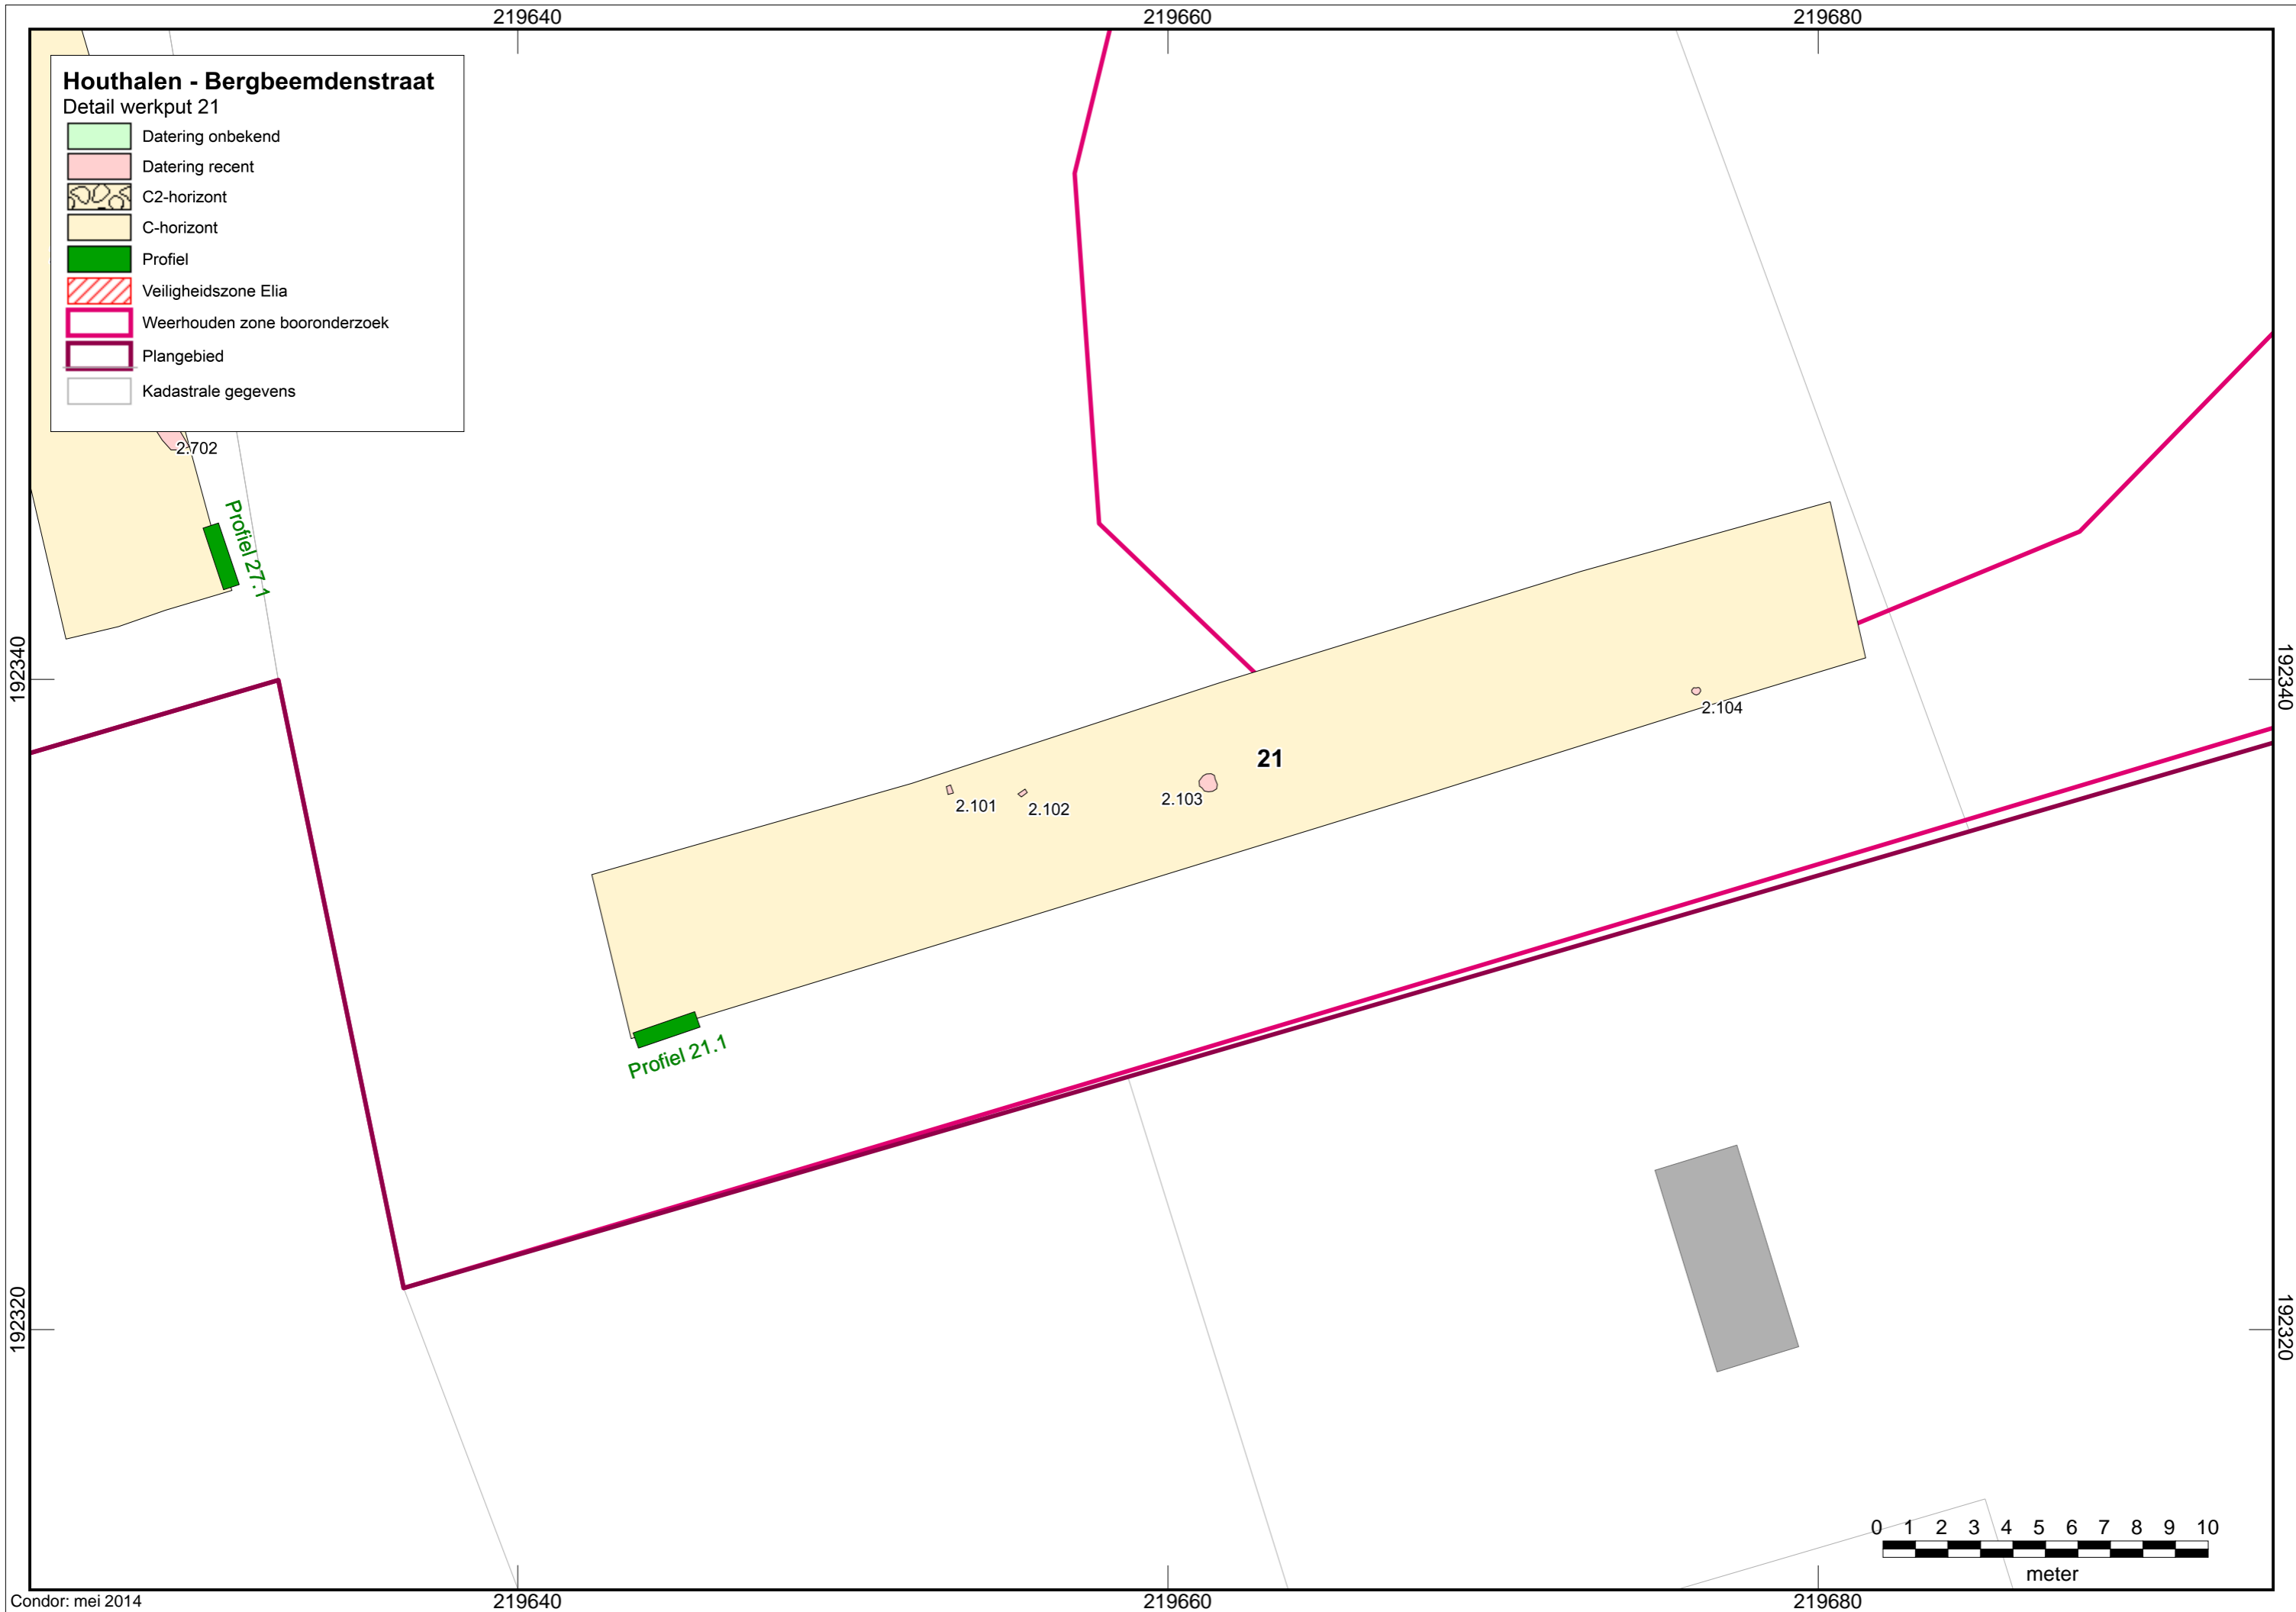 219640
219660
219680
Houthalen - Bergbeemdenstraat
Detail werkput 21
Datering onbekend
Datering recent
C2-horizont
C-horizont
Profiel
Veiligheidszone Elia
Weerhouden zone booronderzoek
Plangebied
Kadastrale gegevens
2.702
Profiel 27.1
192340
192340
2.104
21
2.103
2.101
2.102
Profiel 21.1
192320
192320
0 1 2 3 4 5 6 7 8 9 10
meter
Condor: mei 2014
219640
219660
219680